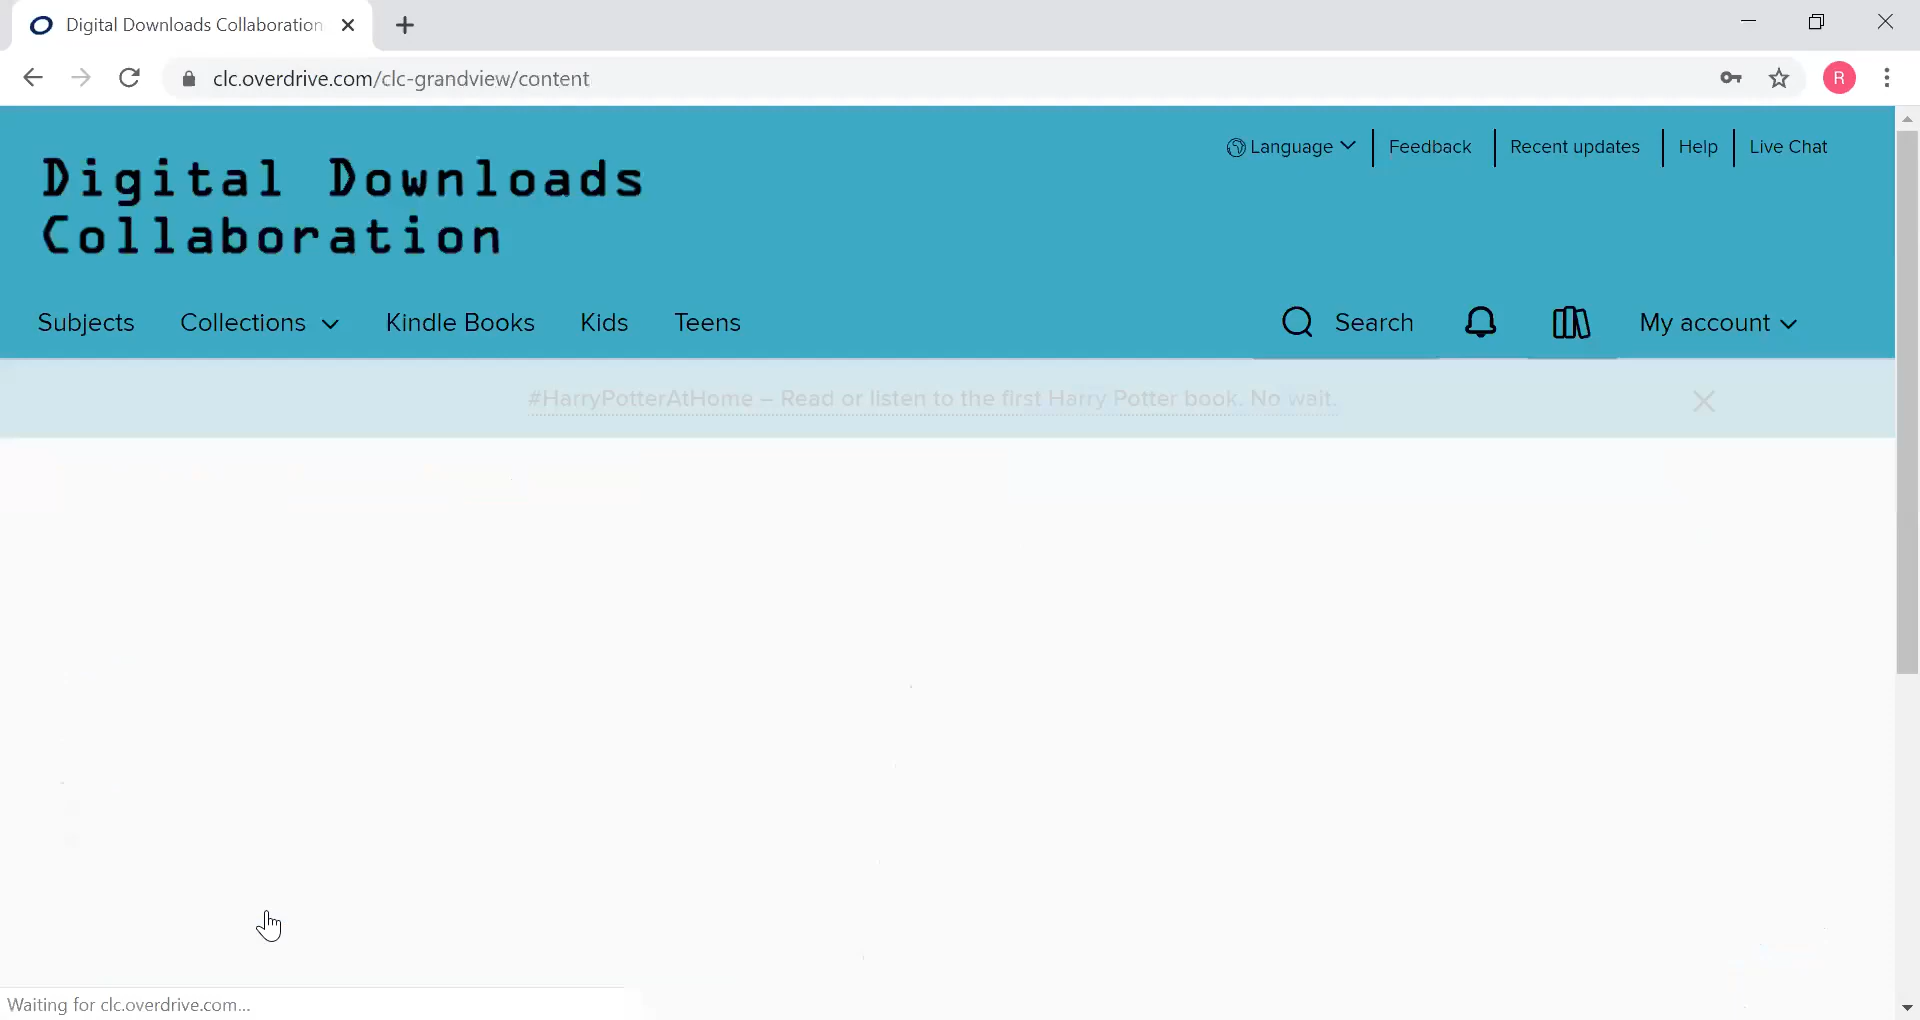 Digital Downloads Collaboration
clc.overdrive.com/clc-grandview/content
R
Language
Feedback
Recent updates
Help
Live Chat
Digital Downloads
Collaboration
Subjects
Collections
Kindle Books
Kids
Teens
Search
My account
#HarryPotterAtHome – Read or listen to the first Harry Potter book. No wait.
Waiting for clc.overdrive.com...